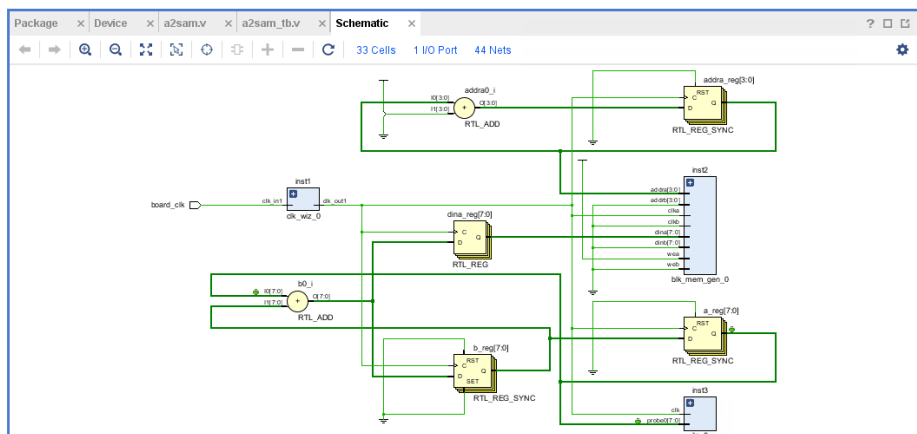 Package
Device
a2sam.v
a2sam_tb.v
Schematic
33 Cells
1 I/O Port
44 Nets
addra0_i
I0[3:0]
I1[3:0]
+
O[3:0]
RTL_ADD
addra_reg[3:0]
RST
C
D
Q
RTL_REG_SYNC
inst1
board_clk
clk_in1
clk_out1
clk_wiz_0
inst2
addra[3:0]
addrb[3:0]
clka
clkb
dina[7:0]
dinb[7:0]
wea
web
blk_mem_gen_0
dina_reg[7:0]
C
D
Q
RTL_REG
b0_i
I0[7:0]
I1[7:0]
+
O[7:0]
RTL_ADD
b_reg[7:0]
RST
C
D
SET
Q
RTL_REG_SYNC
a_reg[7:0]
RST
C
D
Q
RTL_REG_SYNC
inst3
clk
probe0[7:0]